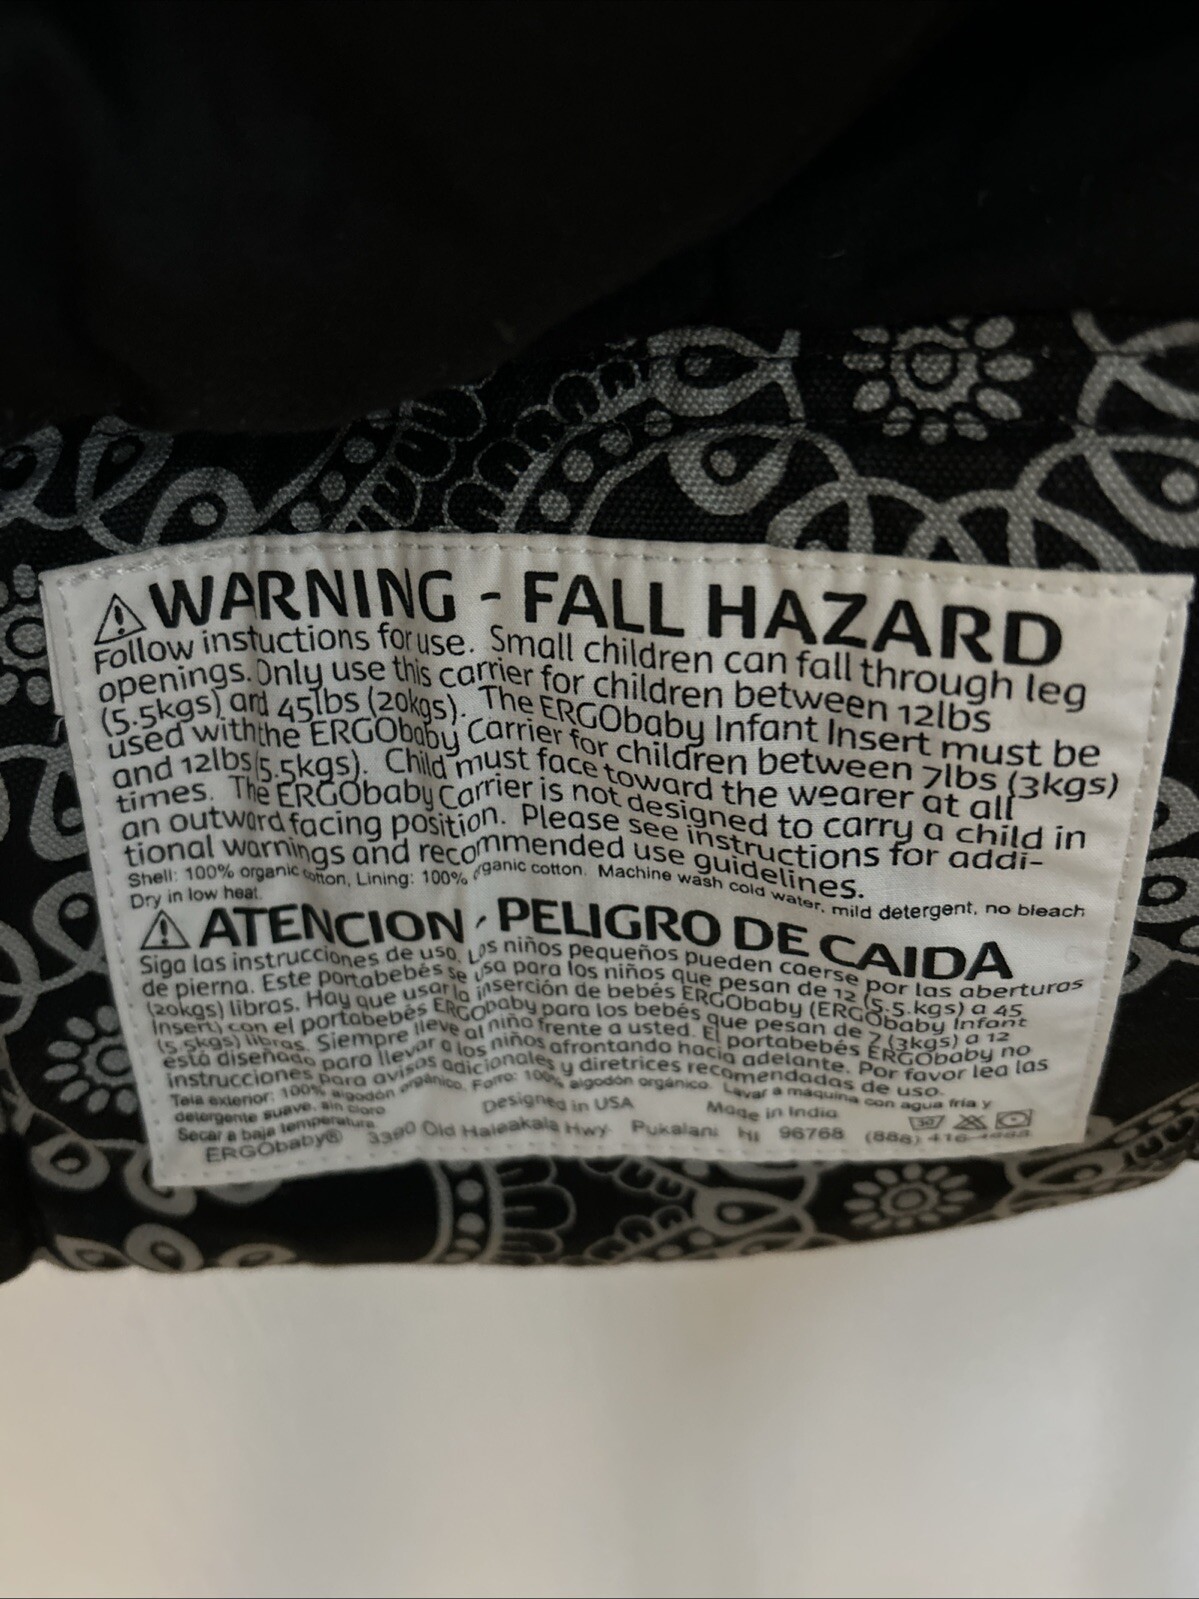 ⚠ WARNING - FALL HAZARD
Follow instuctions for use. Small children can fall through leg
openings. Only use this carrier for children between 12lbs
(5.5kgs) and 45lbs (20kgs). The ERGObaby Infant Insert must be
used with the ERGObaby Carrier for children between 7lbs (3kgs)
and 12lbs(5.5kgs). Child must face toward the wearer at all
times. The ERGObaby Carrier is not designed to carry a child in
an outward facing position. Please see instructions for addi-
tional warnings and recommended use guidelines.
Shell: 100% organic cotton, Lining: 100% organic cotton. Machine wash cold water, mild detergent, no bleach
Dry in low heat.
⚠ ATENCION - PELIGRO DE CAIDA
Siga las instrucciones de uso. Los niños pequeños pueden caerse por las aberturas
de pierna. Este portabebés se usa para los niños que pesan de 12 (5.5.kgs) a 45
(20kgs) libras. Hay que usar la inserción de bebés ERGObaby (ERGObaby Infant
Insert) con el portabebés ERGObaby para los bebés que pesan de 7 (3kgs) a 12
(5.5kgs) libras. Siempre lleve al niño frente a usted. El portabebés ERGObaby no
está diseñado para llevar a los niños afrontando hacia adelante. Por favor lea las
instrucciones para avisos adicionales y diretrices recomendadas de uso.
Tela exterior: 100% algodón orgánico. Forro: 100% algodón orgánico. Lavar a maquina con agua fria y
detergente suave, sin cloro
Secar a baja temperature
Designed in USA Made in India
ERGObaby® 3390 Old Haleakala Hwy Pukalani HI 96768 (888) 416-4888